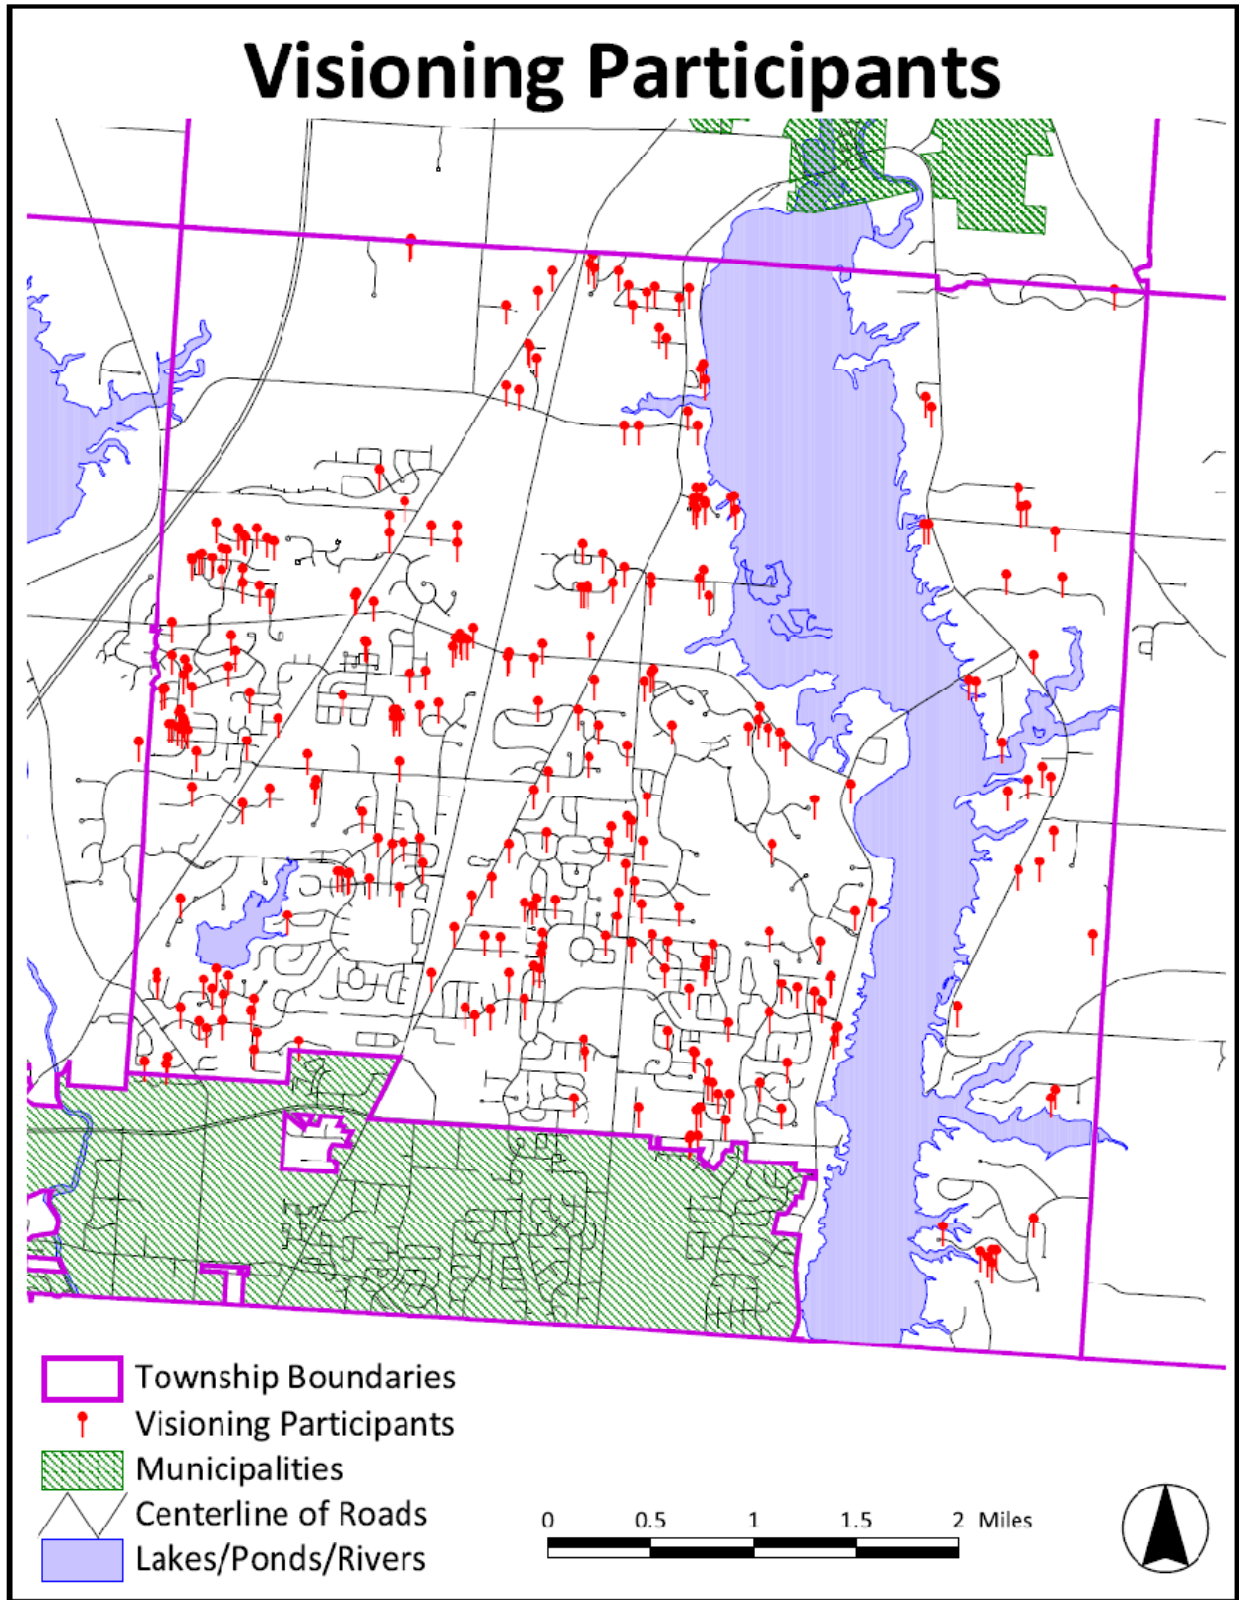 Visioning Participants
Township Boundaries
Visioning Participants
Municipalities
Centerline of Roads
Lakes/Ponds/Rivers
0 0.5 1 1.5 2 Miles